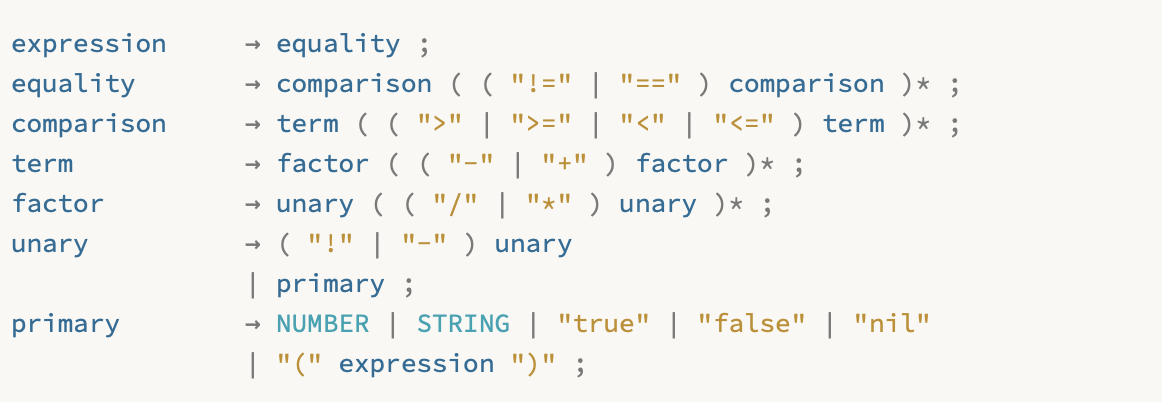 expression → equality ;
equality → comparison ( ( "!=" | "==" ) comparison )* ;
comparison → term ( ( ">" | ">=" | "<" | "<=" ) term )* ;
term → factor ( ( "-" | "+" ) factor )* ;
factor → unary ( ( "/" | "*" ) unary )* ;
unary → ( "!" | "-" ) unary
| primary ;
primary → NUMBER | STRING | "true" | "false" | "nil"
| "(" expression ")" ;